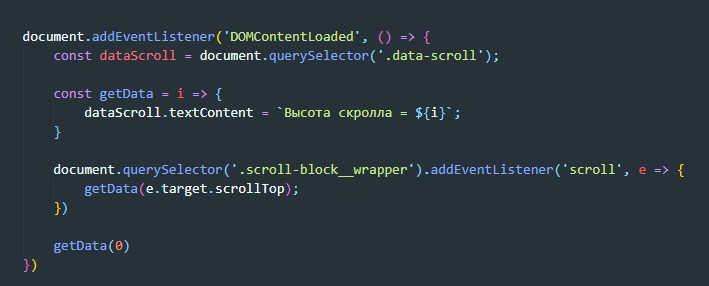 document.addEventListener('DOMContentLoaded', () => {
    const dataScroll = document.querySelector('.data-scroll');

    const getData = i => {
        dataScroll.textContent = `Высота скролла = ${i}`;
    }

    document.querySelector('.scroll-block__wrapper').addEventListener('scroll', e => {
        getData(e.target.scrollTop);
    })

    getData(0)
})